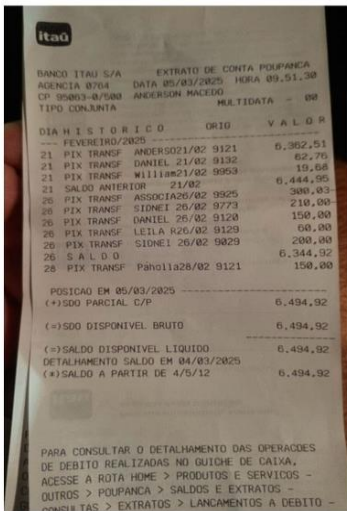 itaú
BANCO ITAU S/A EXTRATO DE CONTA POUPANCA
AGENCIA 0764 DATA 05/03/2025 HORA 09.51.30
CP 95063-0/500 ANDERSON MACEDO
TIPO CONJUNTA MULTIDATA - 00
DIA H I S T O R I C O ORIG V A L O R
--- FEVEREIRO/2025 ---
21 PIX TRANSF ANDERSO21/02 9121 6.362,51
21 PIX TRANSF DANIEL 21/02 9132 62,76
21 PIX TRANSF William21/02 9953 19,68
21 SALDO ANTERIOR 21/02 6.444,95
26 PIX TRANSF ASSOCIA26/02 9925 300,03-
26 PIX TRANSF SIDNEI 26/02 9773 210,00-
26 PIX TRANSF DANIEL 26/02 9120 150,00
26 PIX TRANSF LEILA R26/02 9129 60,00
26 PIX TRANSF SIDNEI 26/02 9029 200,00
26 S A L D O 6.344,92
28 PIX TRANSF Paholla28/02 9121 150,00
POSICAO EM 05/03/2025
(+)SDO PARCIAL C/P 6.494,92
(=)SDO DISPONIVEL BRUTO 6.494,92
(=)SALDO DISPONIVEL LIQUIDO 6.494,92
DETALHAMENTO SALDO EM 04/03/2025
(*)SALDO A PARTIR DE 4/5/12 6.494,92
PARA CONSULTAR O DETALHAMENTO DAS OPERACOES
DE DEBITO REALIZADAS NO GUICHE DE CAIXA,
ACESSE A ROTA HOME > PRODUTOS E SERVICOS -
OUTROS > POUPANCA > SALDOS E EXTRATOS -
CONSULTAS > EXTRATOS > LANCAMENTOS A DEBITO -